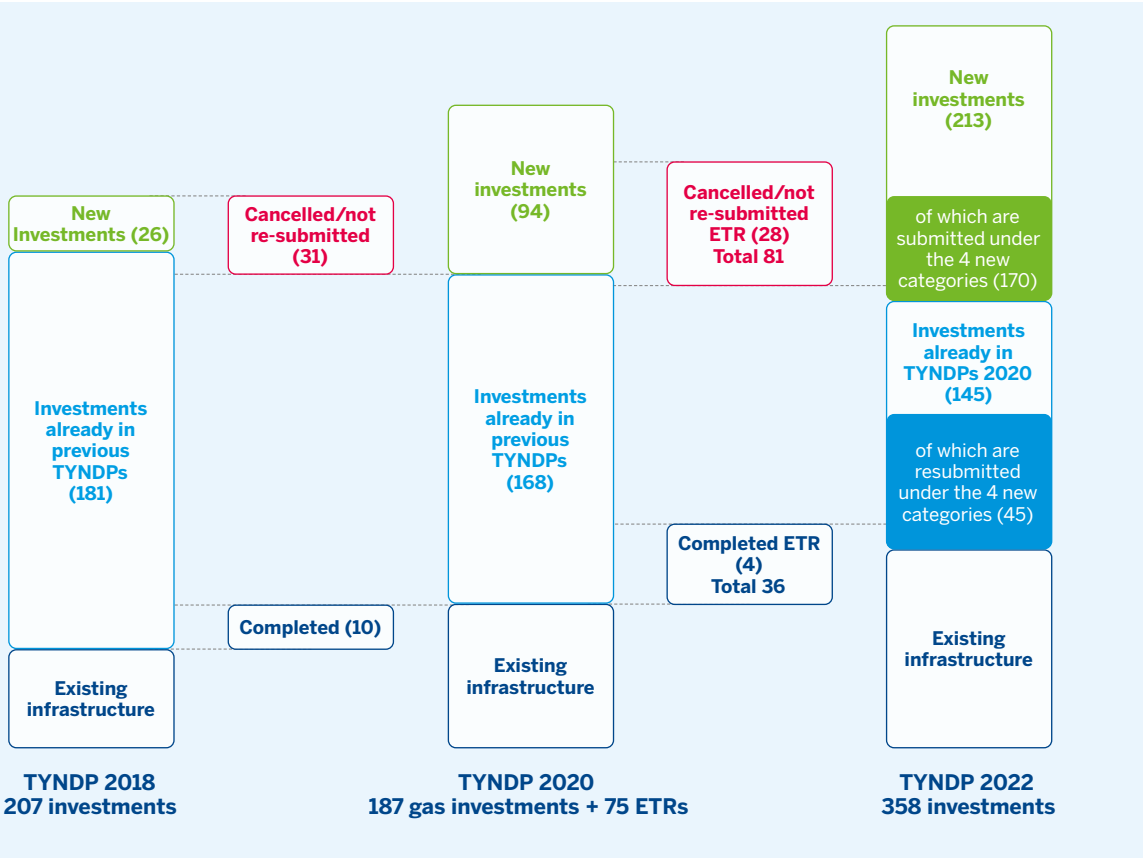 New
Investments (26)
Investments
already in
previous
TYNDPs
(181)
Existing
infrastructure
TYNDP 2018
207 investments
Cancelled/not
re-submitted
(31)
Completed (10)
New
investments
(94)
Investments
already in
previous
TYNDPs
(168)
Existing
infrastructure
TYNDP 2020
187 gas investments + 75 ETRs
Cancelled/not
re-submitted
ETR (28)
Total 81
Completed ETR
(4)
Total 36
New
investments
(213)
of which are
submitted under
the 4 new
categories (170)
Investments
already in
TYNDPs 2020
(145)
of which are
resubmitted
under the 4 new
categories (45)
Existing
infrastructure
TYNDP 2022
358 investments